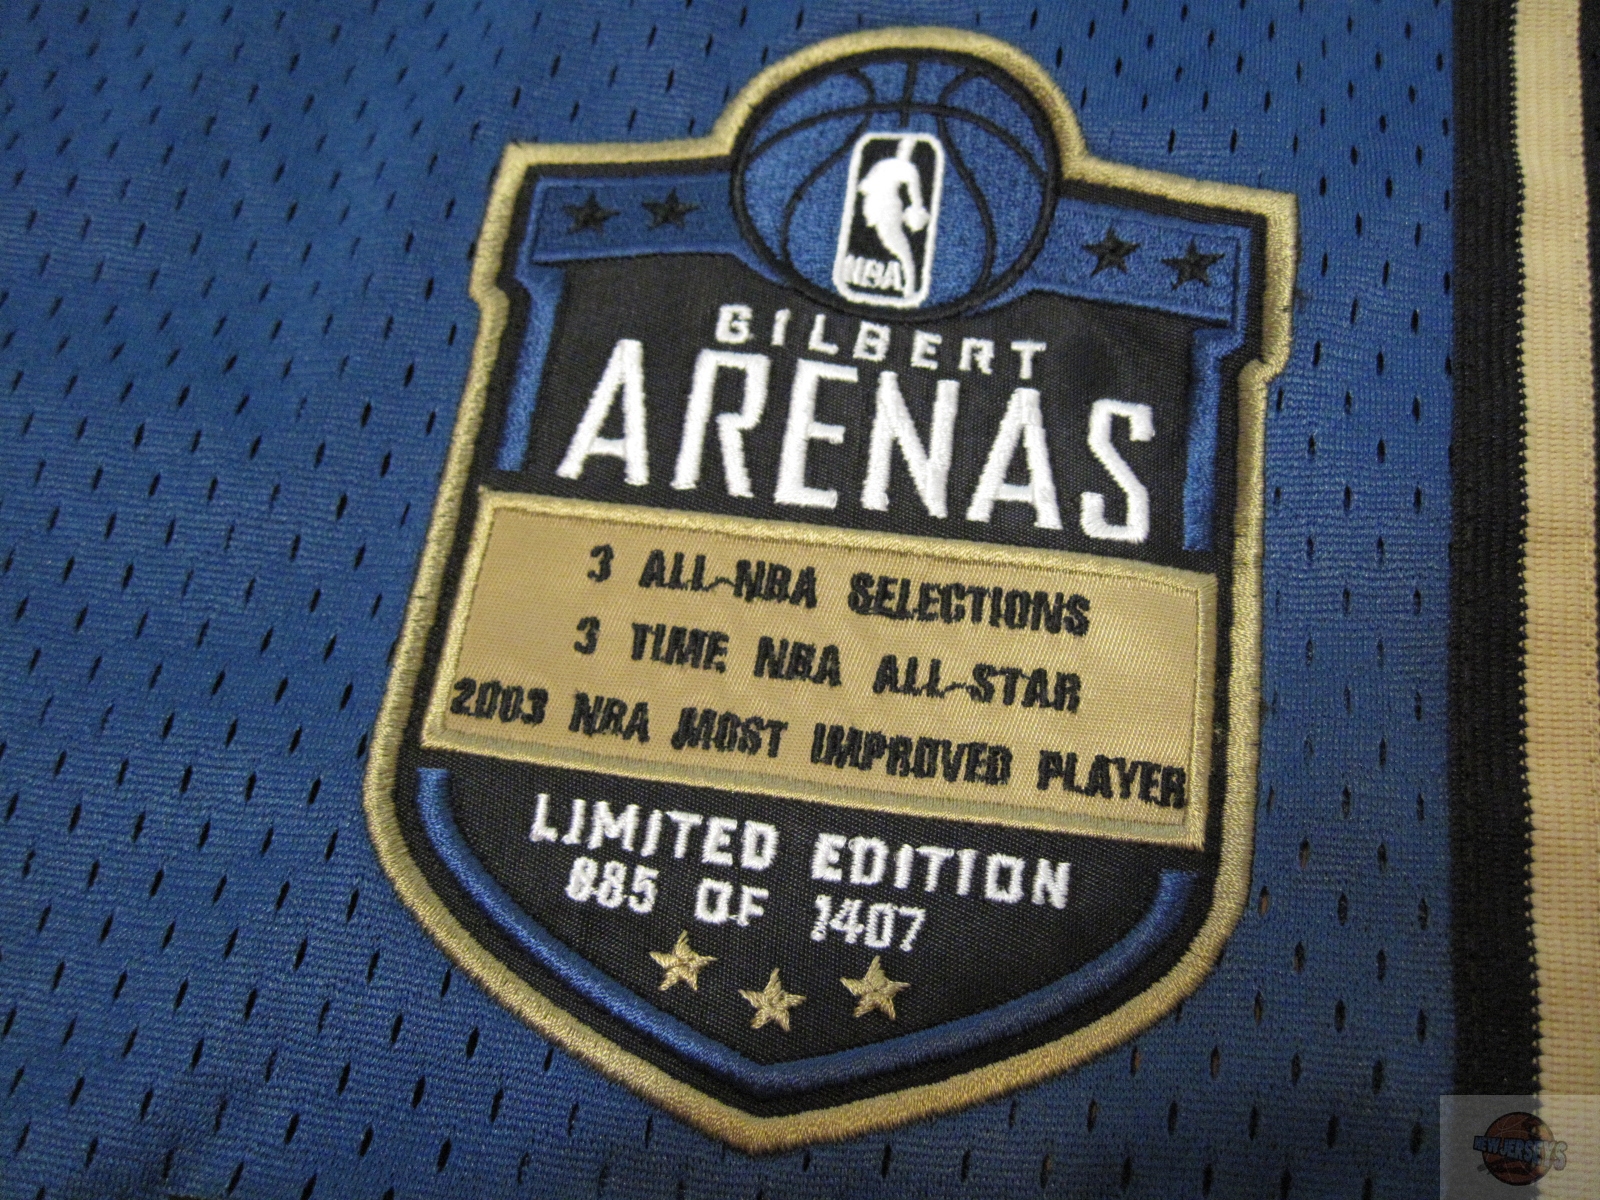 NBA
GILBERT
ARENAS
3 ALL-NBA SELECTIONS
3 TIME NBA ALL-STAR
2003 NBA MOST IMPROVED PLAYER
LIMITED EDITION
885 OF 1407